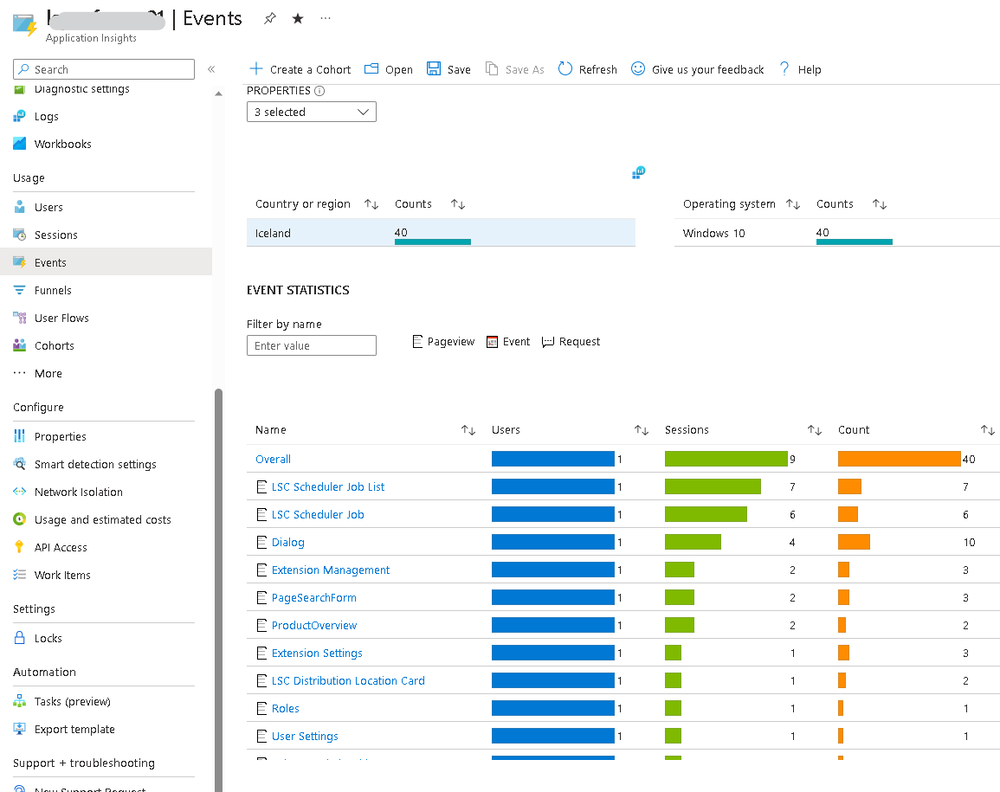 | Events
Application Insights
Search
Create a Cohort Open Save Save As Refresh Give us your feedback Help
Diagnostic settings
Logs
Workbooks
Usage
Users
Sessions
Events
Funnels
User Flows
Cohorts
More
Configure
Properties
Smart detection settings
Network Isolation
Usage and estimated costs
API Access
Work Items
Settings
Locks
Automation
Tasks (preview)
Export template
Support + troubleshooting
New Support Request
PROPERTIES
3 selected
Country or region Counts
Iceland 40
Operating system Counts
Windows 10 40
EVENT STATISTICS
Filter by name
Enter value
Pageview Event Request
Name Users Sessions Count
Overall 1 9 40
LSC Scheduler Job List 1 7 7
LSC Scheduler Job 1 6 6
Dialog 1 4 10
Extension Management 1 2 3
PageSearchForm 1 2 3
ProductOverview 1 2 2
Extension Settings 1 1 3
LSC Distribution Location Card 1 1 2
Roles 1 1 1
User Settings 1 1 1